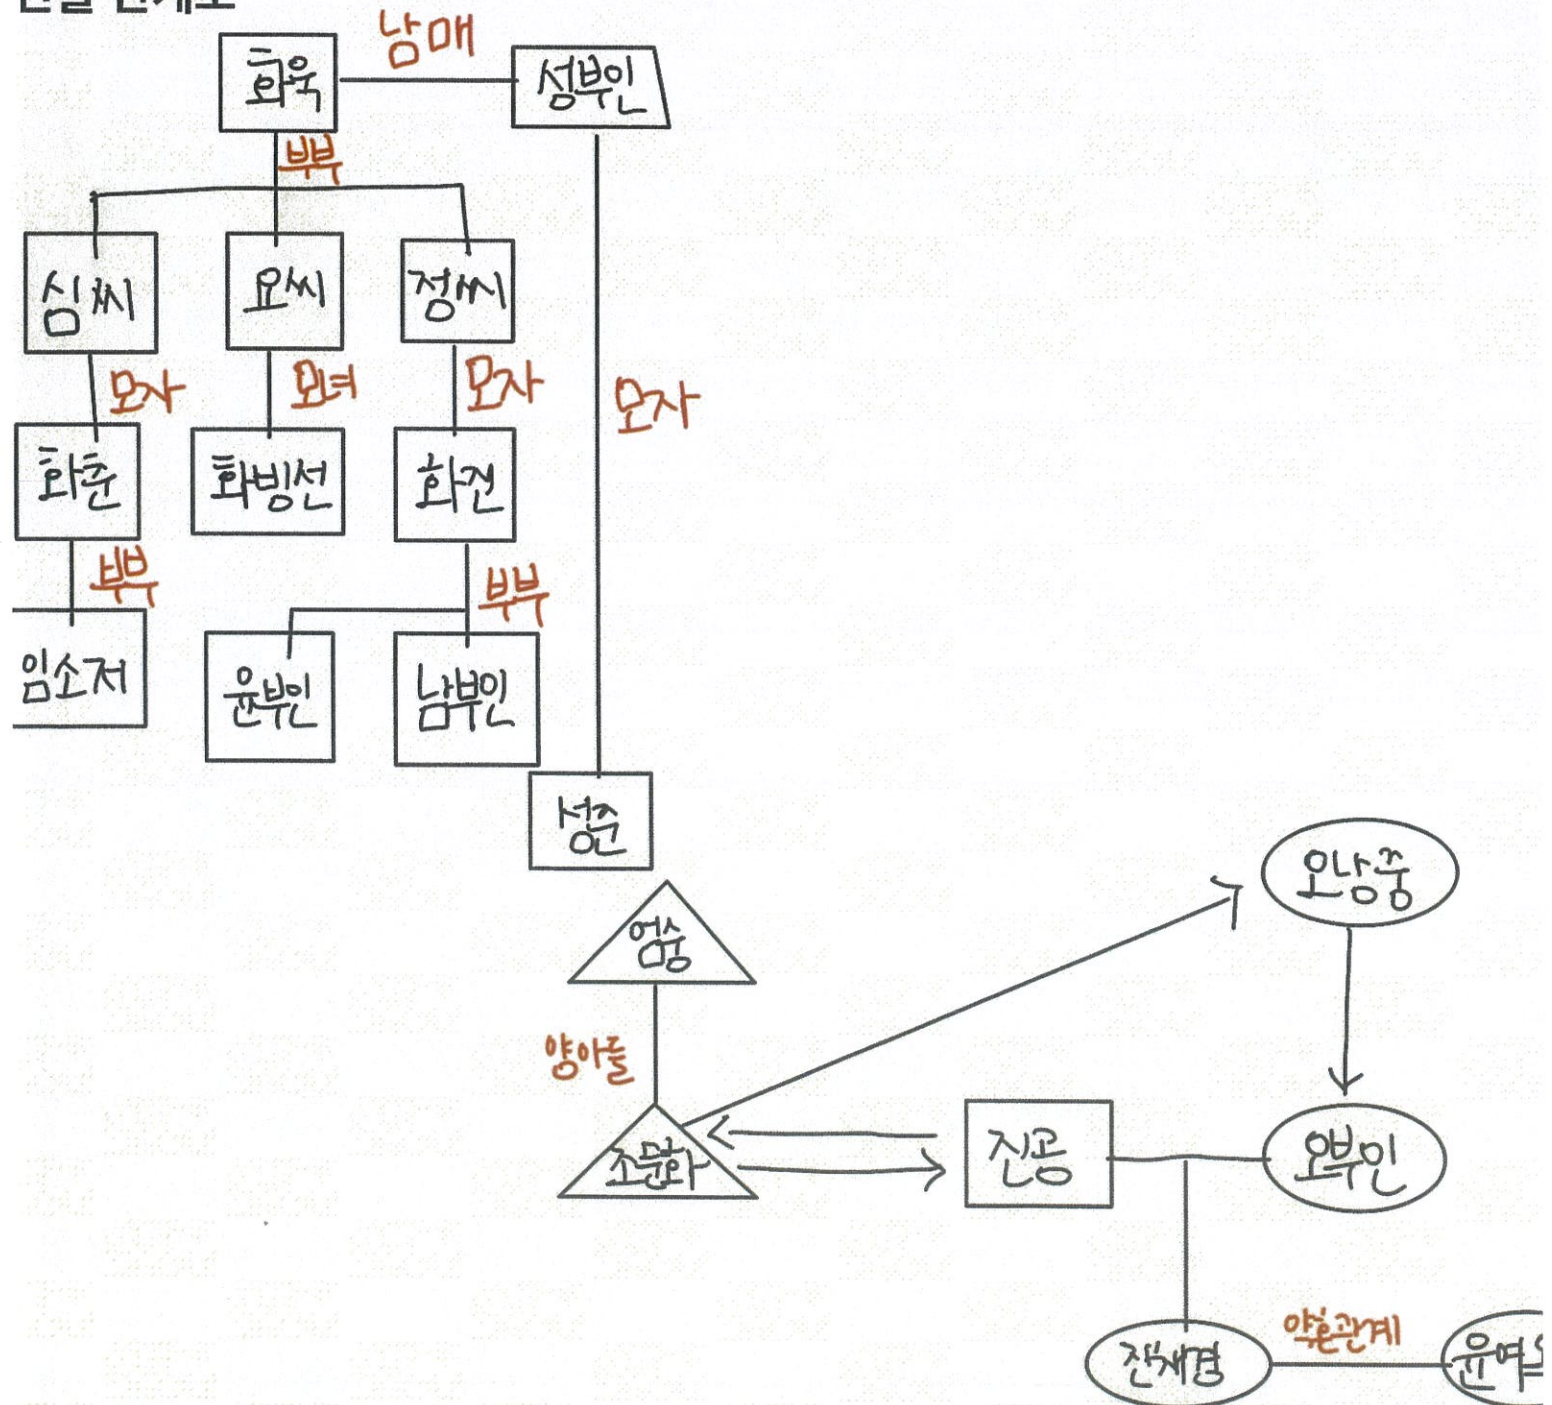 남매
화욱
성부인
부부
심씨
요씨
정씨
모자
모녀
모자
모자
화춘
화빙선
화진
부부
부부
임소저
윤부인
남부인
성준
오낭중
엄숭
양아들
조문화
진공
오부인
약혼관계
진채경
윤여